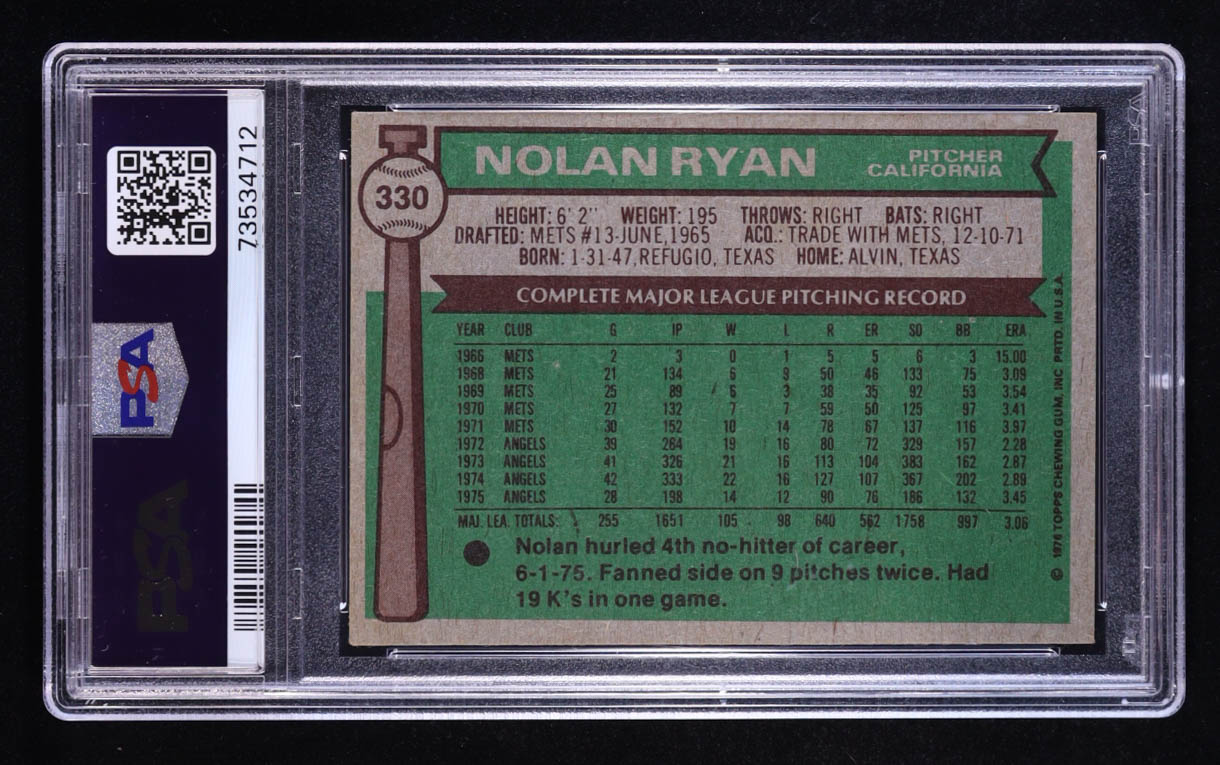 73534712
PSA
PSA
330
NOLAN RYAN
PITCHER
CALIFORNIA
HEIGHT: 6' 2" WEIGHT: 195 THROWS: RIGHT BATS: RIGHT
DRAFTED: METS #13-JUNE,1965 ACQ.: TRADE WITH METS, 12-10-71
BORN: 1-31-47,REFUGIO, TEXAS HOME: ALVIN, TEXAS
COMPLETE MAJOR LEAGUE PITCHING RECORD
YEAR CLUB G IP W L R ER SO BB ERA
1966 METS 2 3 0 1 5 5 6 3 15.00
1968 METS 21 134 6 9 50 46 133 75 3.09
1969 METS 25 89 6 3 38 35 92 53 3.54
1970 METS 27 132 7 7 59 50 125 97 3.41
1971 METS 30 152 10 14 78 67 137 116 3.97
1972 ANGELS 39 284 19 16 80 72 329 157 2.28
1973 ANGELS 41 326 21 16 113 104 383 162 2.87
1974 ANGELS 42 333 22 16 127 107 367 202 2.89
1975 ANGELS 28 198 14 12 90 76 186 132 3.45
MAJ. LEA. TOTALS: 255 1651 105 98 640 562 1758 997 3.06
Nolan hurled 4th no-hitter of career,
6-1-75. Fanned side on 9 pitches twice. Had
19 K's in one game.
© 1976 TOPPS CHEWING GUM, INC. PRTD. IN U.S.A.